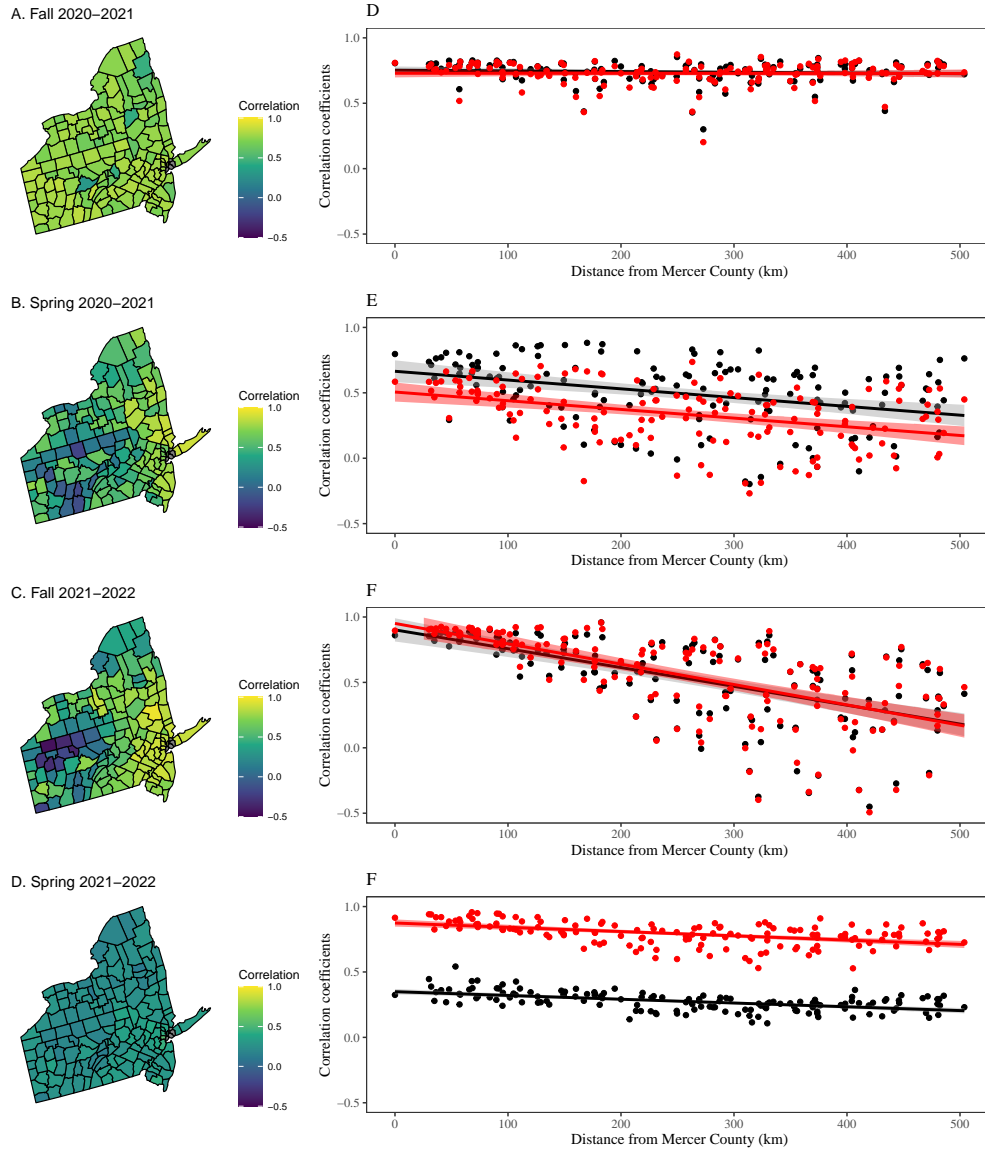 A. Fall 2020−2021
Correlation
1.0
0.5
0.0
−0.5
D
Correlation coefficients
1.0
0.5
0.0
−0.5
0 100 200 300 400 500
Distance from Mercer County (km)
B. Spring 2020−2021
Correlation
1.0
0.5
0.0
−0.5
E
Correlation coefficients
1.0
0.5
0.0
−0.5
0 100 200 300 400 500
Distance from Mercer County (km)
C. Fall 2021−2022
Correlation
1.0
0.5
0.0
−0.5
F
Correlation coefficients
1.0
0.5
0.0
−0.5
0 100 200 300 400 500
Distance from Mercer County (km)
D. Spring 2021−2022
Correlation
1.0
0.5
0.0
−0.5
F
Correlation coefficients
1.0
0.5
0.0
−0.5
0 100 200 300 400 500
Distance from Mercer County (km)